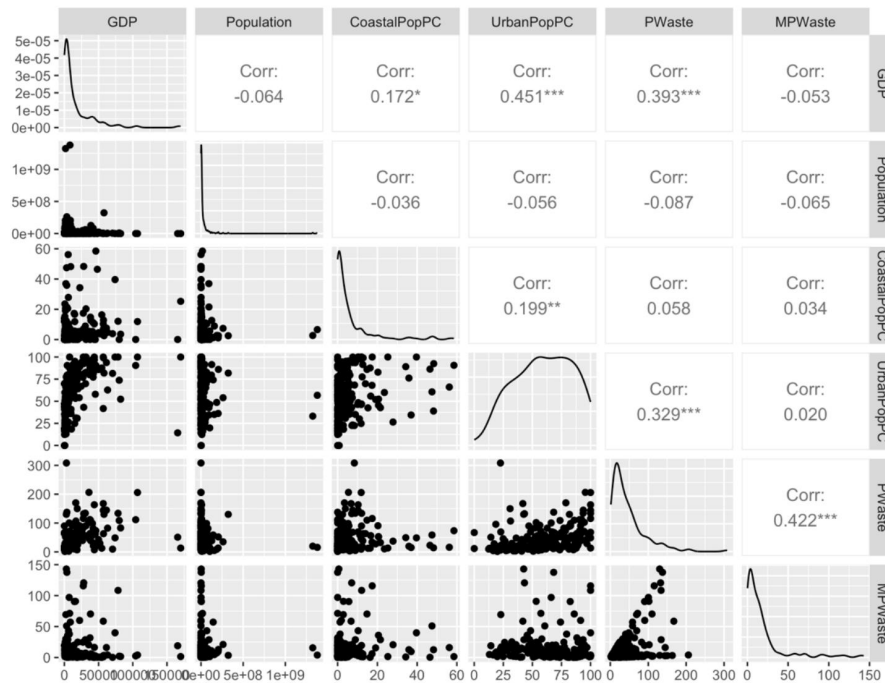 GDP Population CoastalPopPC UrbanPopPC PWaste MPWaste
5e-05
4e-05
3e-05
2e-05
1e-05
0e+00
Corr:
-0.064
Corr:
0.172*
Corr:
0.451***
Corr:
0.393***
Corr:
-0.053
GDP
1e+09
5e+08
0e+00
Corr:
-0.036
Corr:
-0.056
Corr:
-0.087
Corr:
-0.065
Population
60
40
20
0
Corr:
0.199**
Corr:
0.058
Corr:
0.034
CoastalPopPC
100
75
50
25
0
Corr:
0.329***
Corr:
0.020
UrbanPopPC
300
200
100
0
Corr:
0.422***
PWaste
150
100
50
0
MPWaste
0 50000 100000 150000 0e+00 5e+08 1e+09 0 20 40 60 0 25 50 75 100 0 100 200 300 0 50 100 150